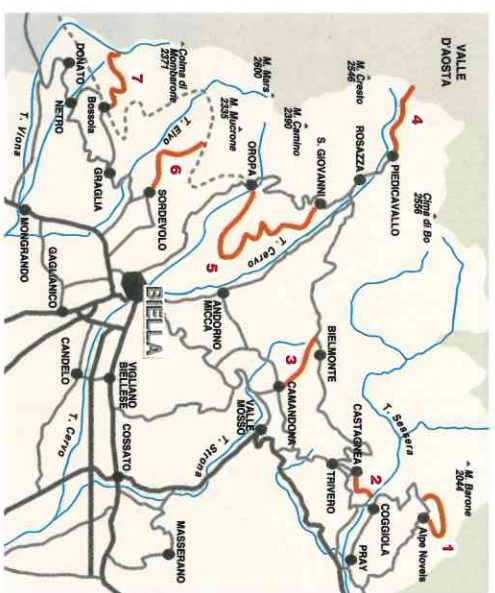 VALLE
D'AOSTA
4
PIEDICAVALLO
Cima di Bo
2556
M. Cresto
2546
ROSAZZA
S. GIOVANNI
M. Camino
2390
M. Mars
2600
M. Mucrone
2335
OROPA
Colma di
Mombarone
2371
7
DONATO
NETRO
Bossola
T. Viona
T. Elvo
6
GRAGLIA
SORDEVOLO
MONGRANDO
5
T. Cervo
BIELLA
GAGLIANICO
CANDELO
T. Cervo
ANDORNO
MICCA
VIGLIANO
BIELLESE
COSSATO
BIELMONTE
3
CAMANDONA
VALLE
MOSSO
T. Strona
MASSERANO
T. Sessera
CASTAGNEA
2
COGGIOLA
TRIVERO
PRAY
M. Barone
2044
1
Alpe Noveis